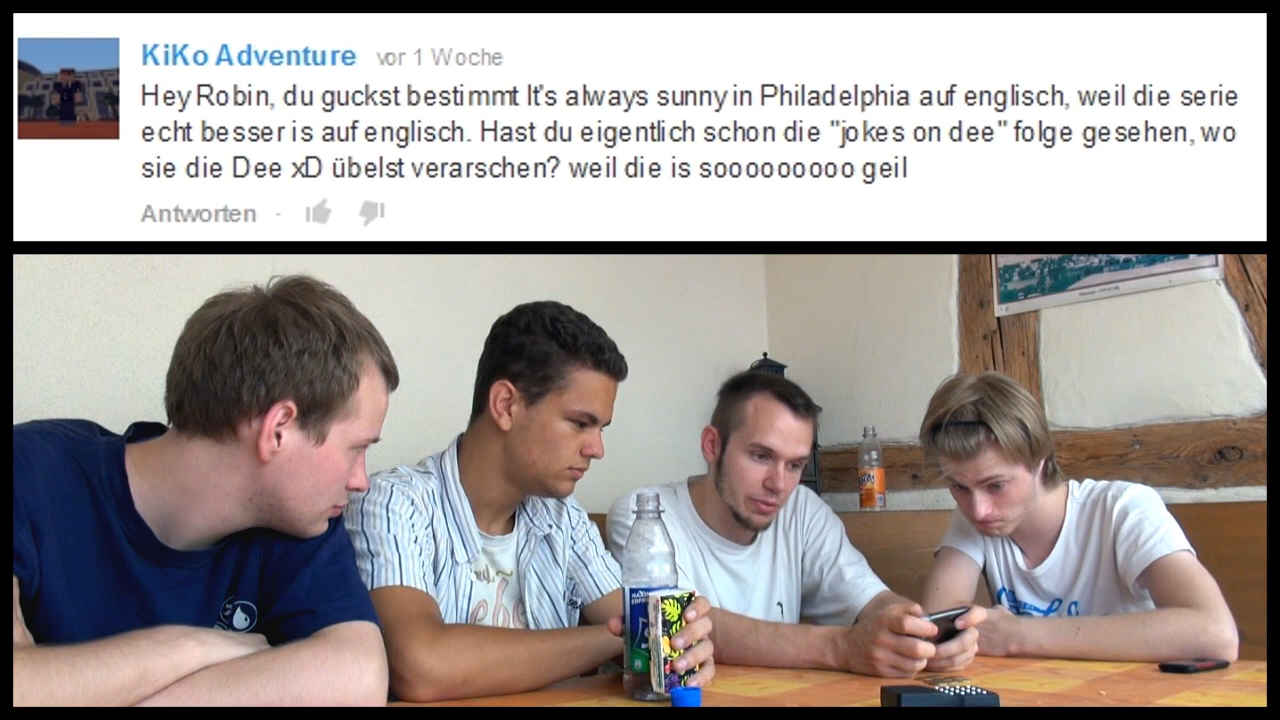 KiKo Adventure vor 1 Woche
Hey Robin, du guckst bestimmt It's always sunny in Philadelphia auf englisch, weil die serie
echt besser is auf englisch. Hast du eigentlich schon die "jokes on dee" folge gesehen, wo
sie die Dee xD übelst verarschen? weil die is sooooooooo geil
Antworten ·